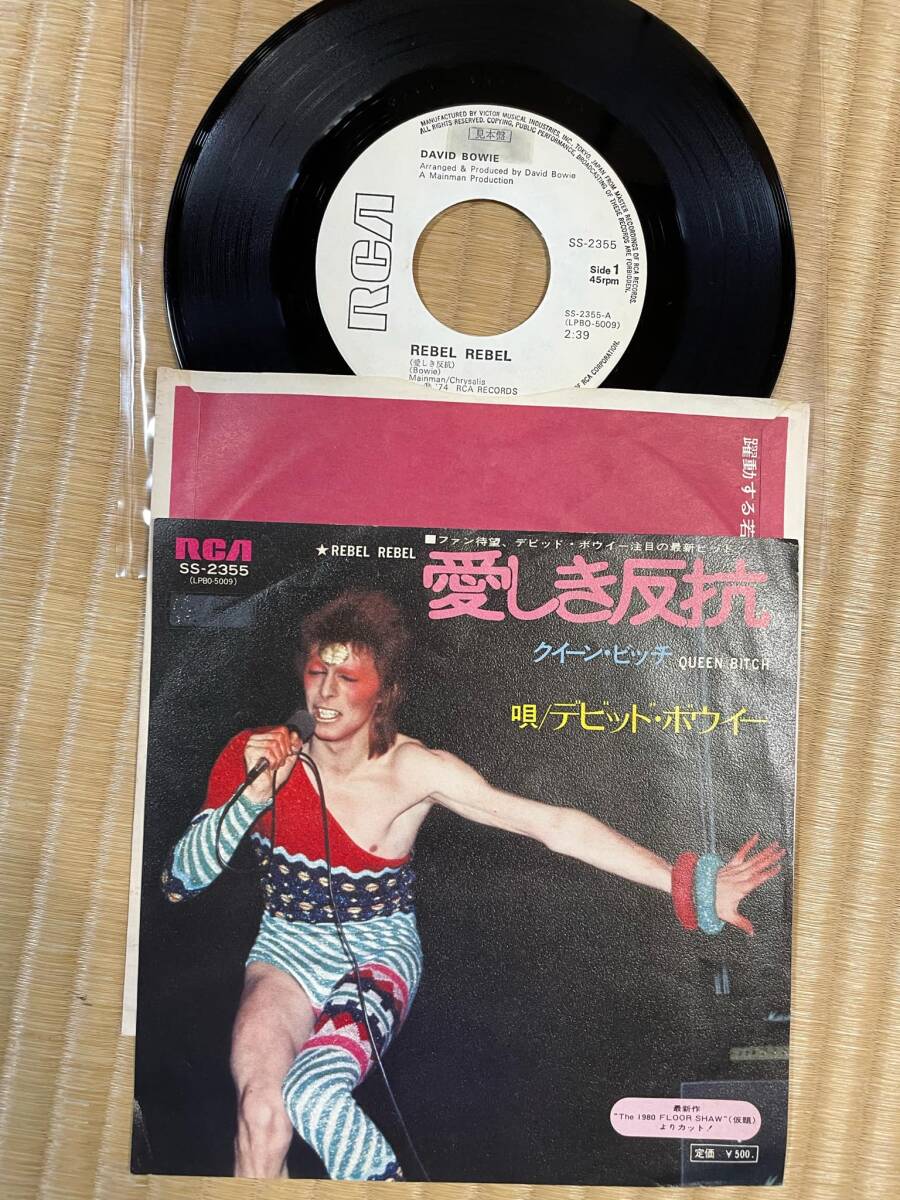 MANUFACTURED BY VICTOR MUSICAL INDUSTRIES, INC., TOKYO, JAPAN FROM MASTER RECORDINGS OF RCA RECORDS.
ALL RIGHTS RESERVED. COPYING, PUBLIC PERFORMANCE, BROADCASTING OF THESE RECORDS ARE FORBIDDEN.
見本盤
DAVID BOWIE
Arranged & Produced by David Bowie
A Mainman Production
RCA
SS-2355
Side 1
45rpm
SS-2355-A
(LPBO-5009)
2:39
REBEL REBEL
(愛しき反抗)
(Bowie)
Mainman/Chrysalis
Ⓟ '74 RCA RECORDS
OF RCA CORPORATION.
躍動する若
RCA
SS-2355
(LPBO-5009)
■ファン待望、デビッド・ボウイー注目の最新ヒット
★REBEL REBEL
愛しき反抗
クイーン・ビッチ QUEEN BITCH
唄/デビッド・ボウイー
最新作
"The 1980 FLOOR SHAW"(仮題)
よりカット!
定価 ¥500.